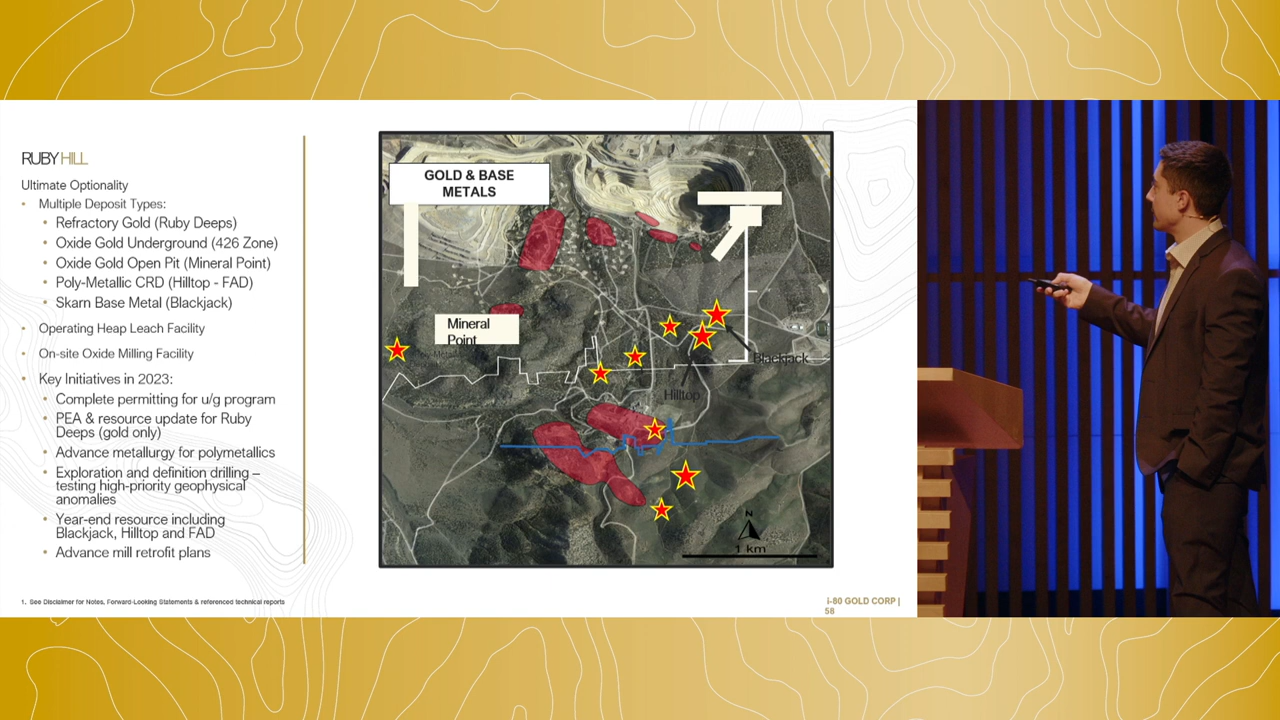 RUBY HILL
Ultimate Optionality
• Multiple Deposit Types:
• Refractory Gold (Ruby Deeps)
• Oxide Gold Underground (426 Zone)
• Oxide Gold Open Pit (Mineral Point)
• Poly-Metallic CRD (Hilltop - FAD)
• Skarn Base Metal (Blackjack)
• Operating Heap Leach Facility
• On-site Oxide Milling Facility
• Key Initiatives in 2023:
• Complete permitting for u/g program
• PEA & resource update for Ruby
Deeps (gold only)
• Advance metallurgy for polymetallics
• Exploration and definition drilling –
testing high-priority geophysical
anomalies
• Year-end resource including
Blackjack, Hilltop and FAD
• Advance mill retrofit plans
GOLD & BASE
METALS
Mineral
Point
Blackjack
Hilltop
N
1 km
1. See Disclaimer for Notes, Forward-Looking Statements & referenced technical reports
i-80 GOLD CORP |
58